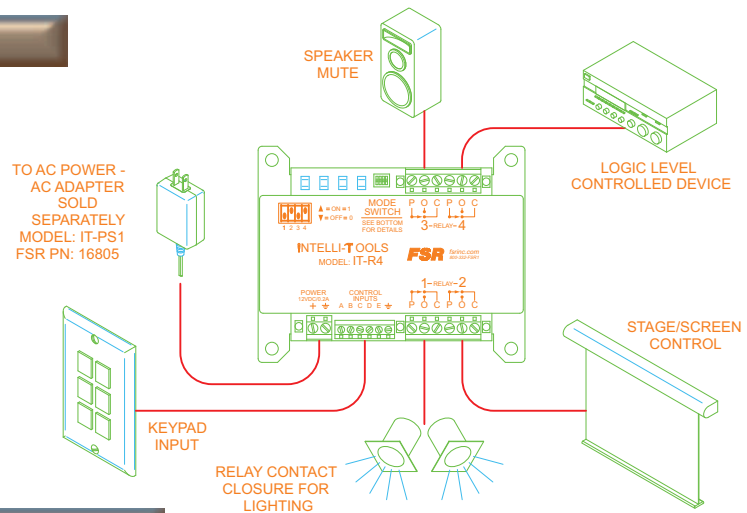 SPEAKER
MUTE
TO AC POWER -
AC ADAPTER
SOLD
SEPARATELY
MODEL: IT-PS1
FSR PN: 16805
LOGIC LEVEL
CONTROLLED DEVICE
▲ = ON = 1
▼ = OFF = 0
1 2 3 4
MODE
SWITCH
SEE BOTTOM
FOR DETAILS
P O C P O C
3-RELAY-4
INTELLI-TOOLS
MODEL: IT-R4
FSR
fsrinc.com
1-RELAY-2
P O C P O C
POWER
12VDC/0.2A
+
CONTROL
INPUTS
A B C D E
STAGE/SCREEN
CONTROL
KEYPAD
INPUT
RELAY CONTACT
CLOSURE FOR
LIGHTING